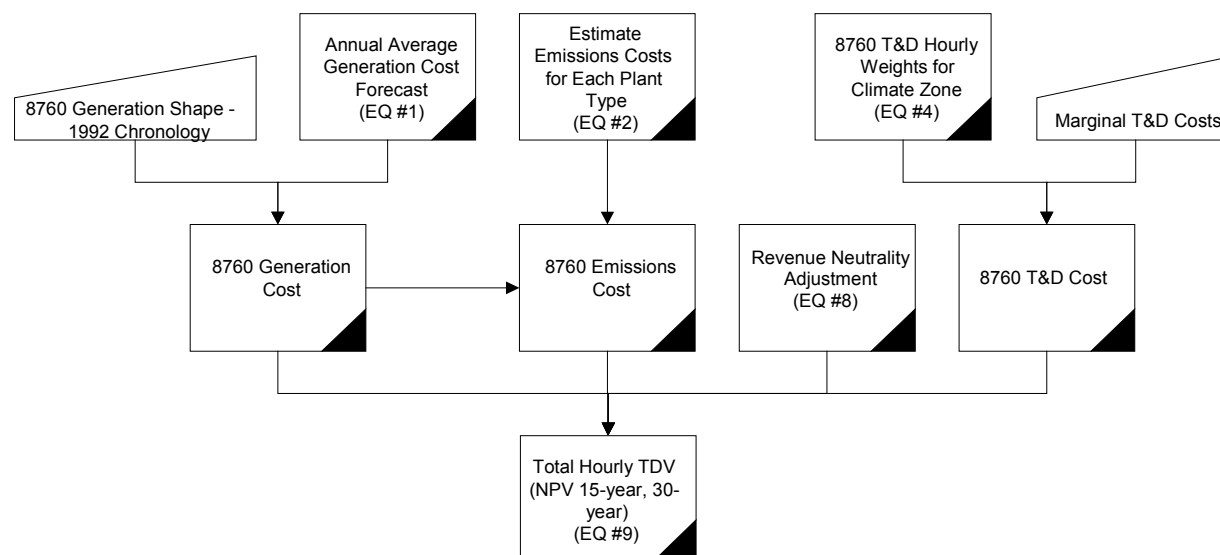 8760 Generation Shape -
1992 Chronology
Annual Average
Generation Cost
Forecast
(EQ #1)
Estimate
Emissions Costs
for Each Plant
Type
(EQ #2)
8760 T&D Hourly
Weights for
Climate Zone
(EQ #4)
Marginal T&D Costs
8760 Generation
Cost
8760 Emissions
Cost
Revenue Neutrality
Adjustment
(EQ #8)
8760 T&D Cost
Total Hourly TDV
(NPV 15-year, 30-
year)
(EQ #9)